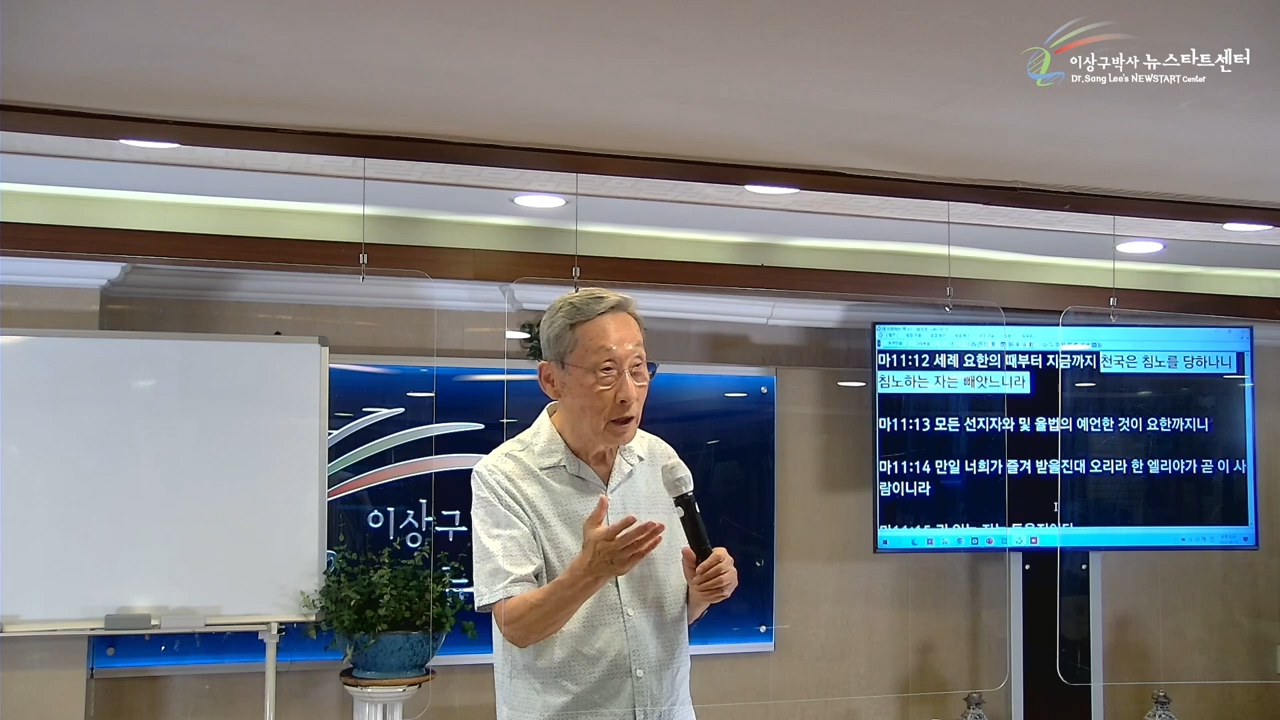 이상구박사 뉴스타트센터
Dr. Sang Lee's NEWSTART Center
마11:12 세례 요한의 때부터 지금까지 천국은 침노를 당하나니
침노하는 자는 빼앗느니라
마11:13 모든 선지자와 및 율법의 예언한 것이 요한까지니
마11:14 만일 너희가 즐겨 받을진대 오리라 한 엘리야가 곧 이 사
람이니라
이상구